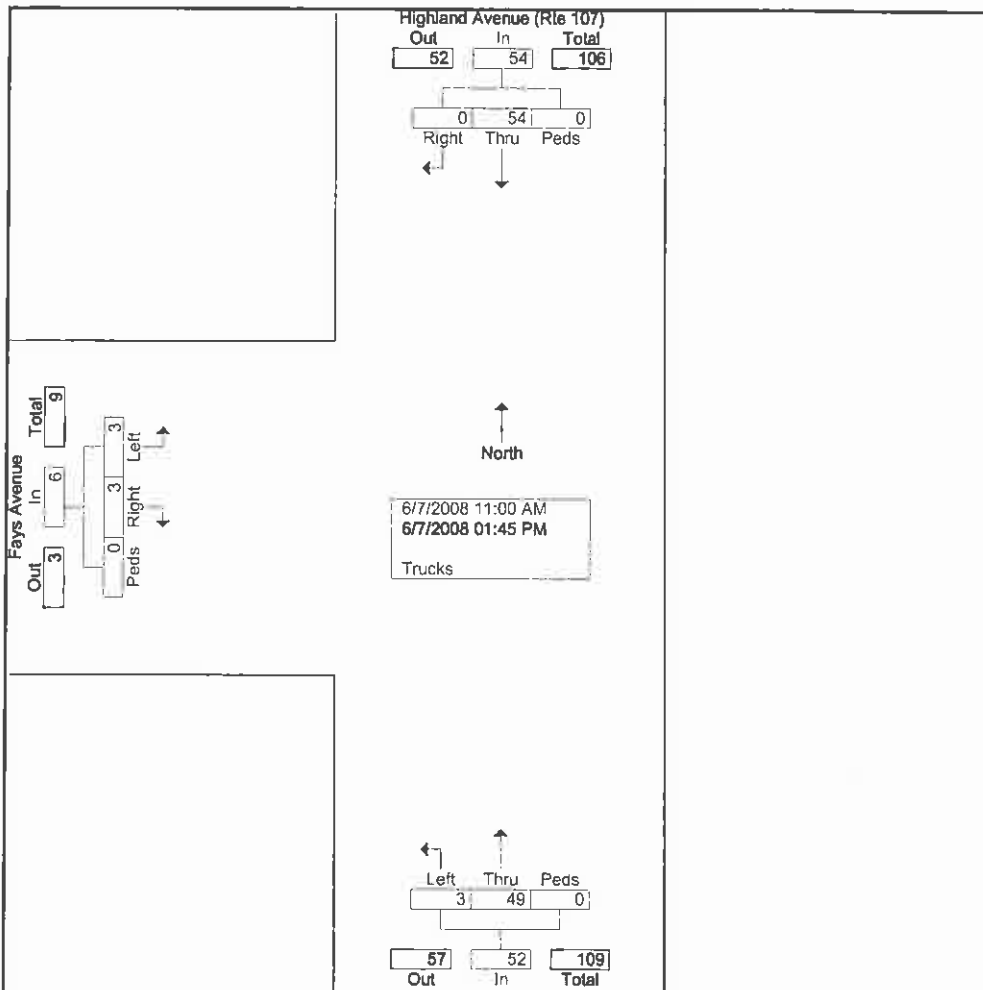 Highland Avenue (Rte 107)
Out In Total
52 54 106
0 54 0
Right Thru Peds
Fays Avenue
Out In Total
3 6 9
0 3 3
Peds Right Left
North
6/7/2008 11:00 AM
6/7/2008 01:45 PM
Trucks
Left Thru Peds
3 49 0
57 52 109
Out In Total